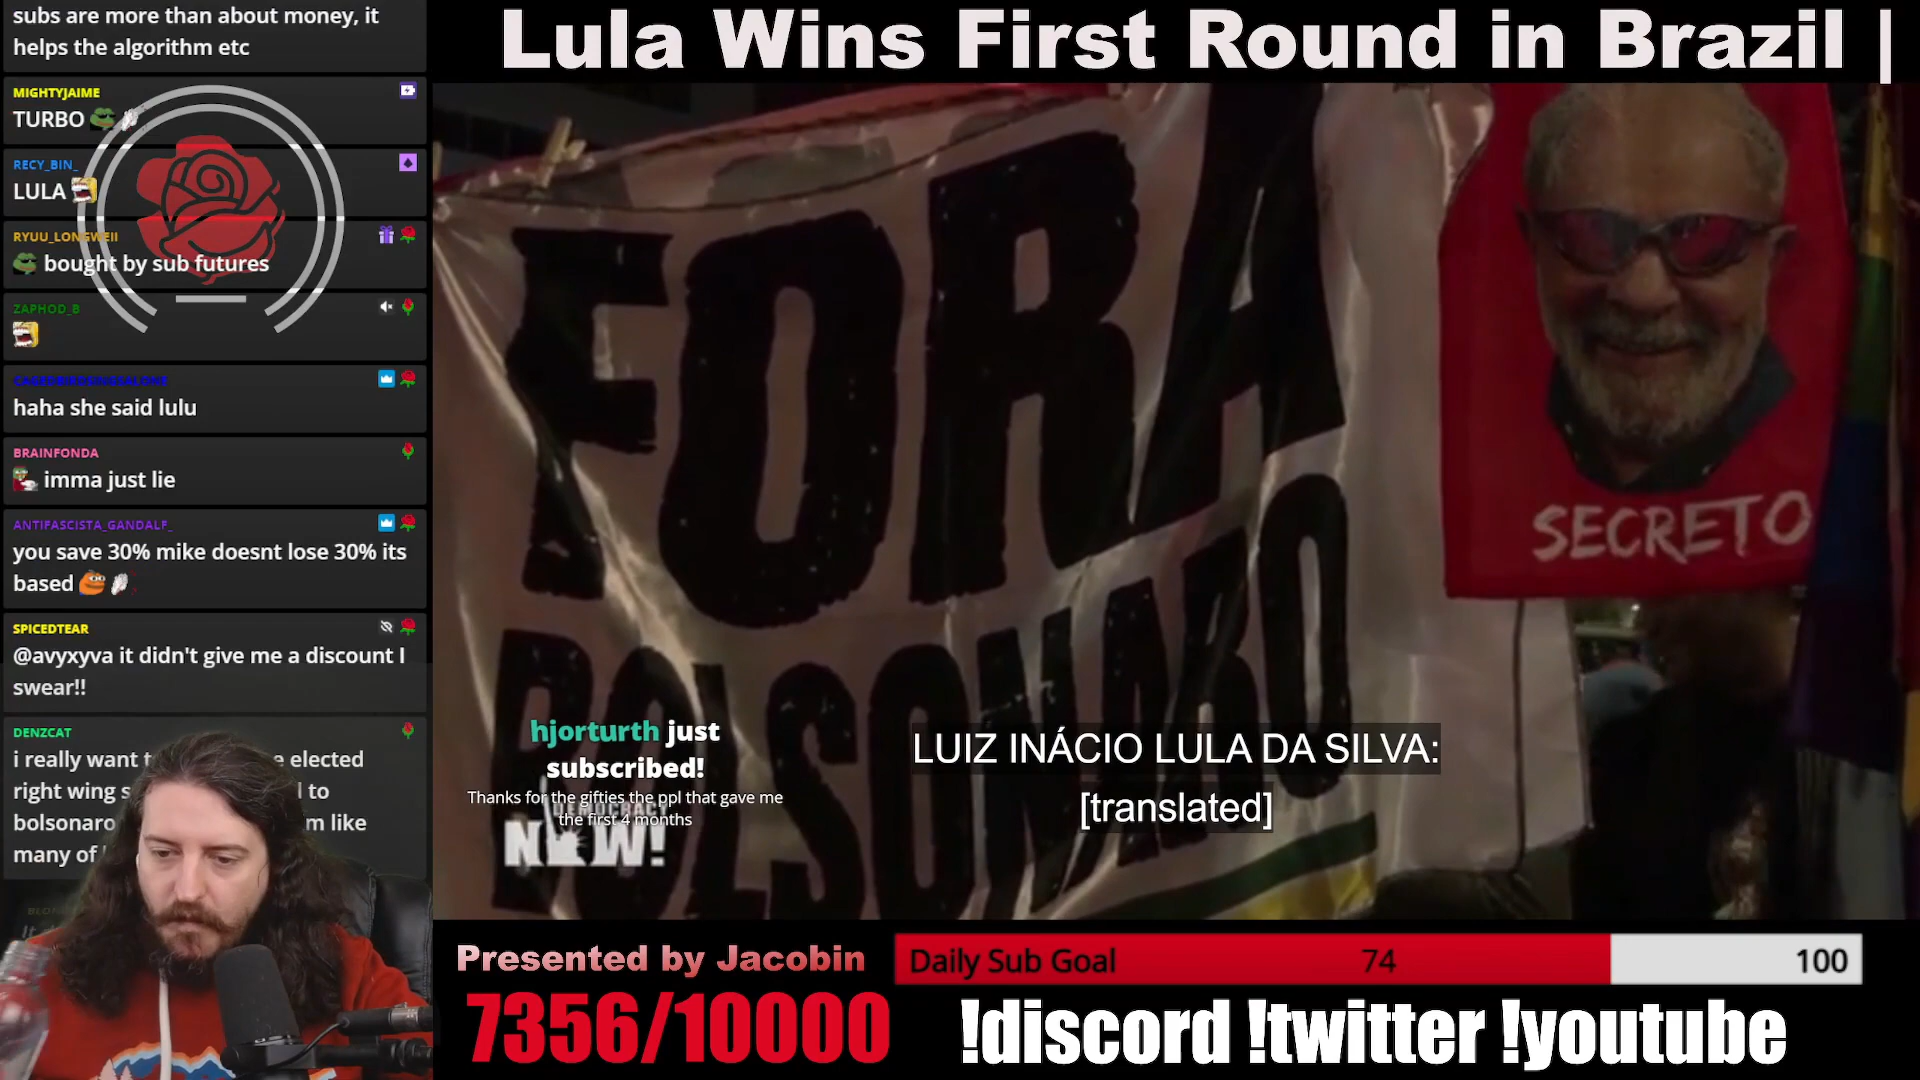 subs are more than about money, it
helps the algorithm etc
MIGHTYJAIME
TURBO
RECY_BIN_
LULA
RYUU_LONGWEII
bought by sub futures
ZAPHOD_B
haha she said lulu
BRAINFONDA
imma just lie
ANTIFASCISTA_GANDALF_
you save 30% mike doesnt lose 30% its
based
SPICEDTEAR
@avyxyva it didn't give me a discount I
swear!!
DENZCAT
i really want elected
right wing to
bolsonaro like
many of
Lula Wins First Round in Brazil |
FORA
BOLSONARO
SECRETO
hjorturth just
subscribed!
Thanks for the gifties the ppl that gave me
the first 4 months
DEMOCRACY
NOW!
LUIZ INÁCIO LULA DA SILVA:
[translated]
Presented by Jacobin
Daily Sub Goal 74 100
7356/10000
!discord !twitter !youtube